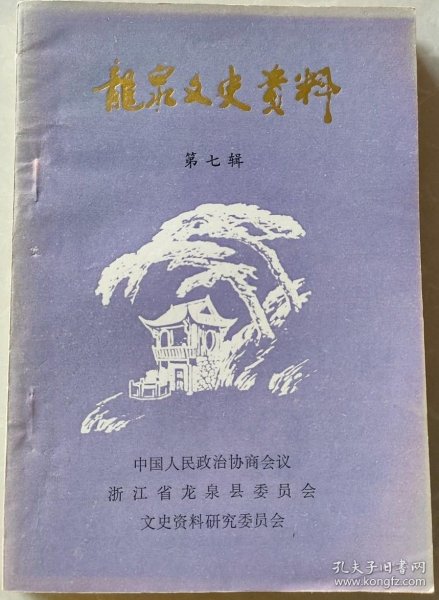 龍泉文史資料
第七辑
中国人民政治协商会议
浙江省龙泉县委员会
文史资料研究委员会
孔夫子旧书网
www.kongfz.com